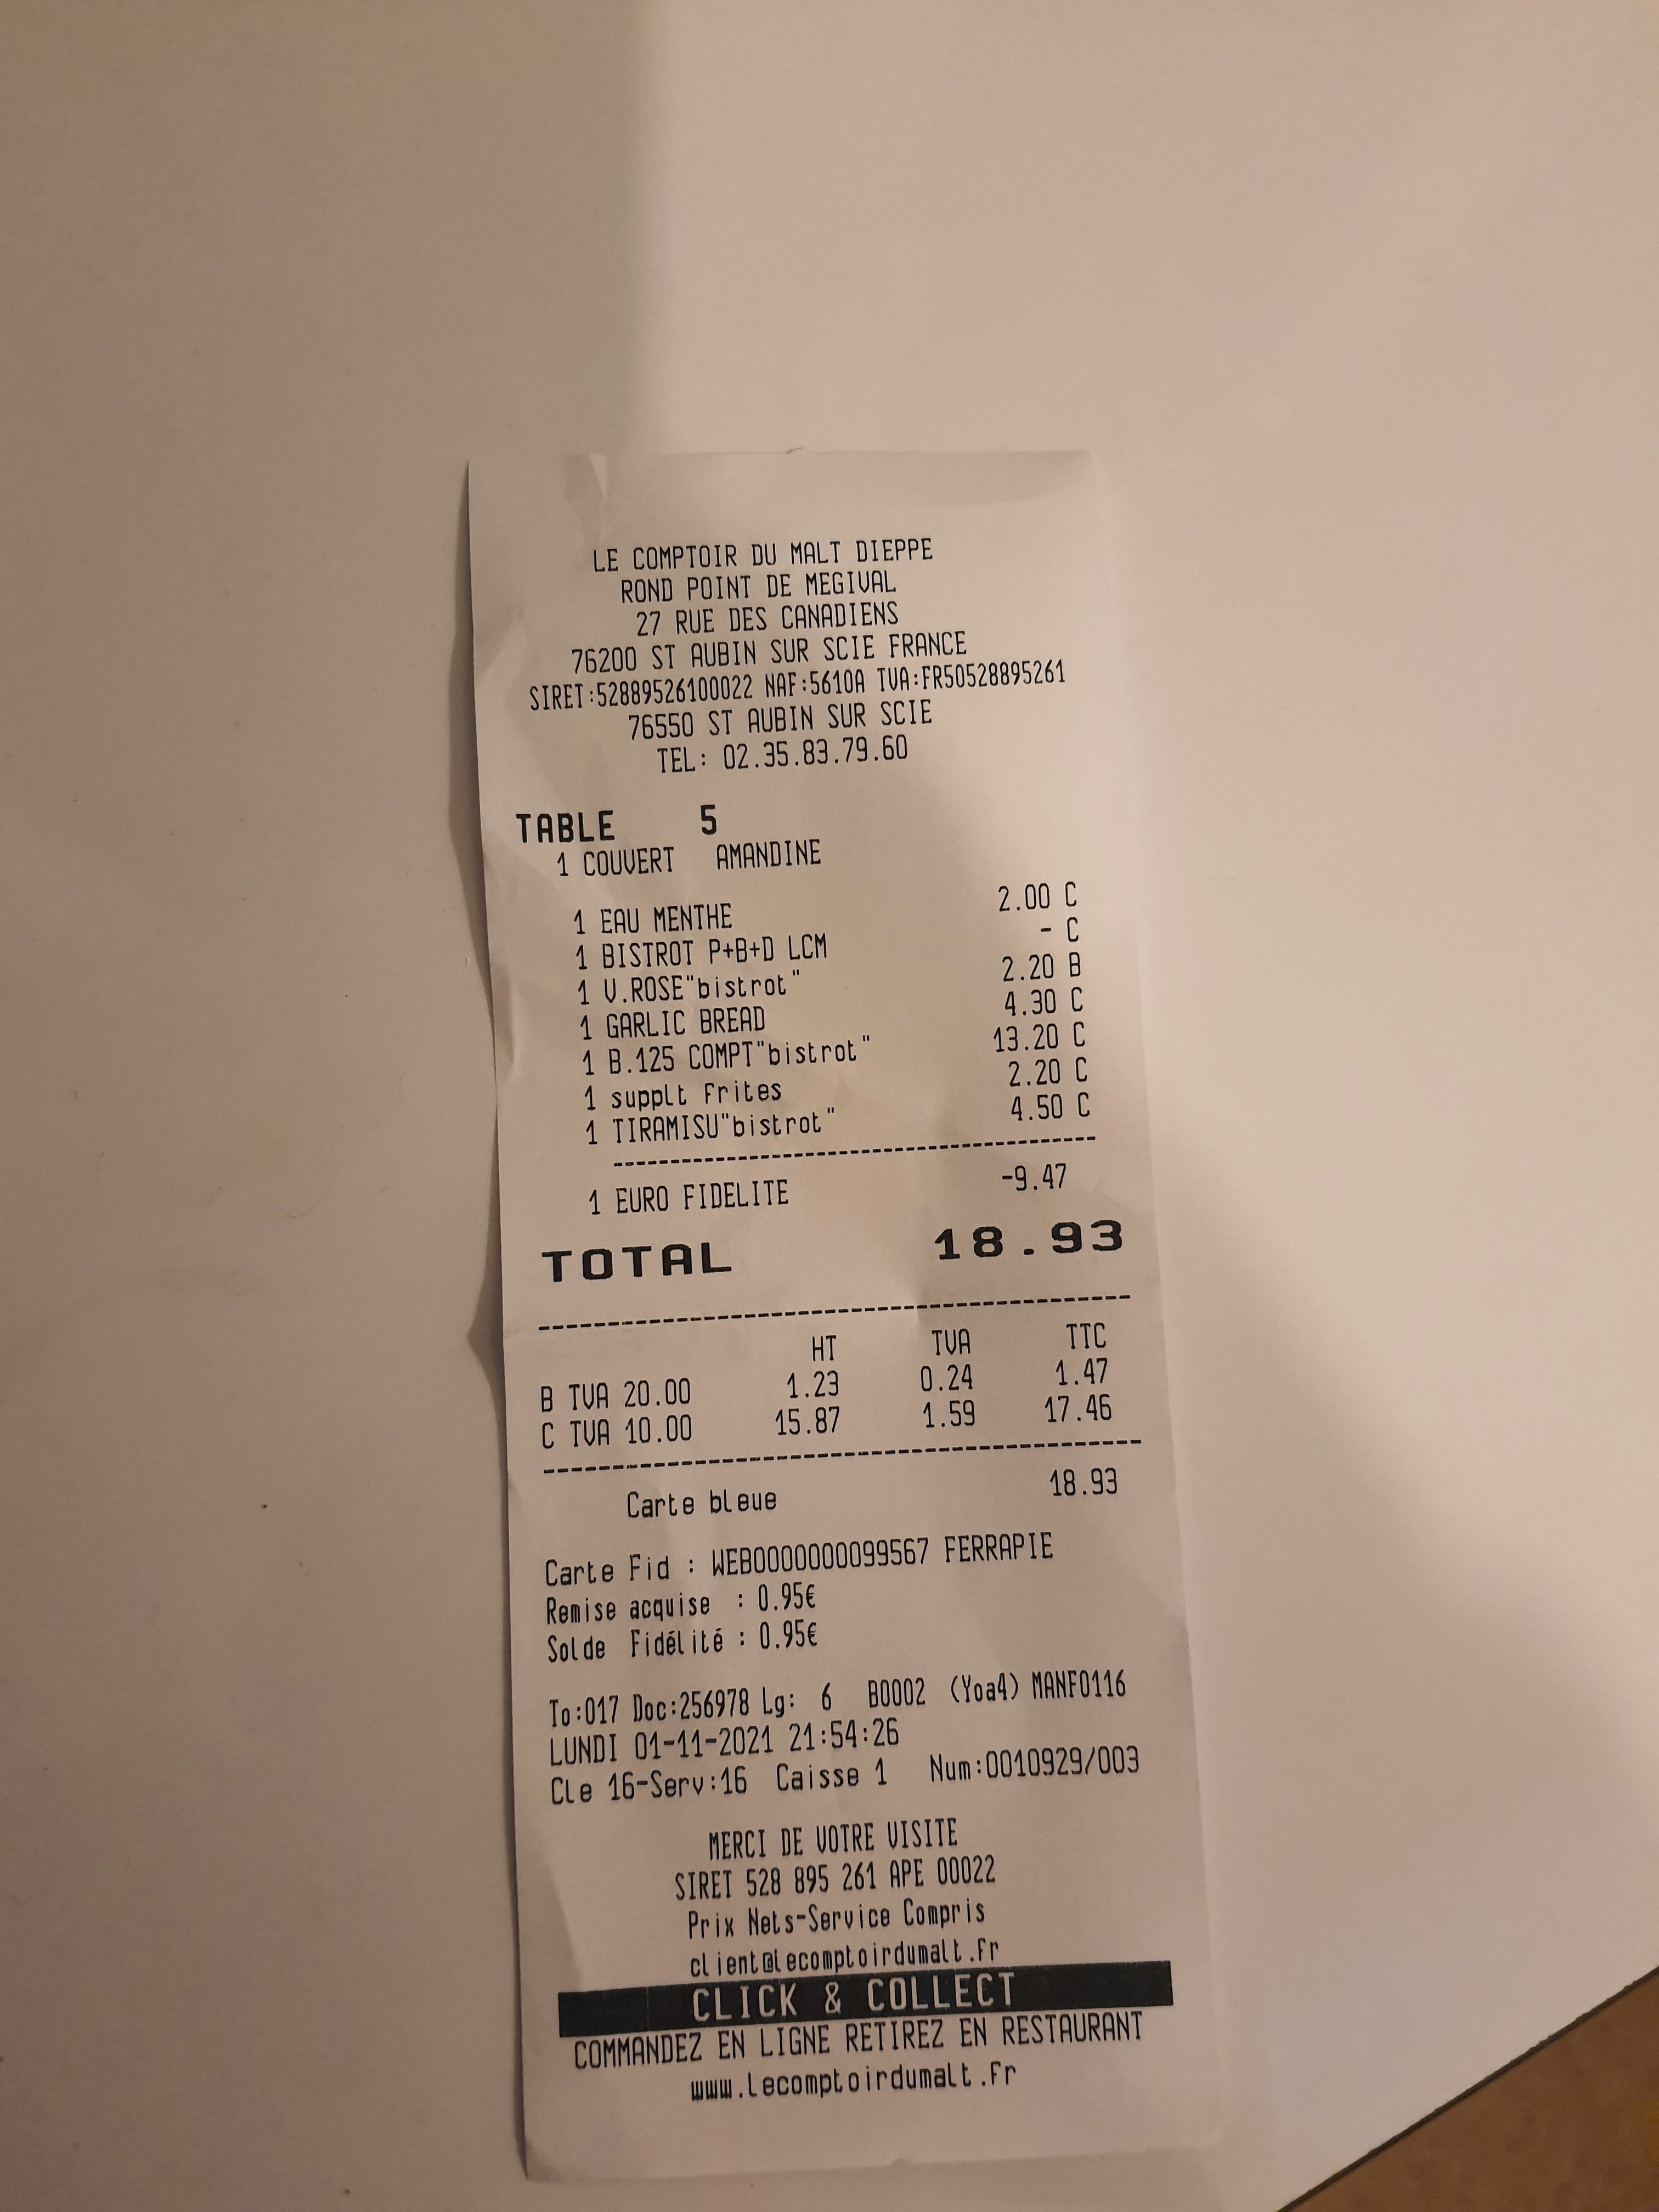 LE COMPTOIR DU MALT DIEPPE
ROND POINT DE MEGIVAL
27 RUE DES CANADIENS
76200 ST AUBIN SUR SCIE FRANCE
SIRET:52889526100022 NAF:5610A TVA:FR50528895261
76550 ST AUBIN SUR SCIE
TEL: 02.35.83.79.60
TABLE 5
1 COUVERT AMANDINE
1 EAU MENTHE 2.00 C
1 BISTROT P+B+D LCM - C
1 V.ROSE"bistrot" 2.20 B
1 GARLIC BREAD 4.30 C
1 B.125 COMPT"bistrot" 13.20 C
1 supplt frites 2.20 C
1 TIRAMISU"bistrot" 4.50 C
1 EURO FIDELITE -9.47
TOTAL 18.93
HT TVA TTC
B TVA 20.00 1.23 0.24 1.47
C TVA 10.00 15.87 1.59 17.46
Carte bleue 18.93
Carte Fid : WEB0000000099567 FERRAPIE
Remise acquise : 0.95€
Solde Fidélité : 0.95€
To:017 Doc:256978 Lg: 6 B0002 (Yoa4) MANF0116
LUNDI 01-11-2021 21:54:26
Cle 16-Serv:16 Caisse 1 Num:0010929/003
MERCI DE VOTRE VISITE
SIRET 528 895 261 APE 00022
Prix Nets-Service Compris
client@lecomptoirdumalt.fr
CLICK & COLLECT
COMMANDEZ EN LIGNE RETIREZ EN RESTAURANT
www.lecomptoirdumalt.fr